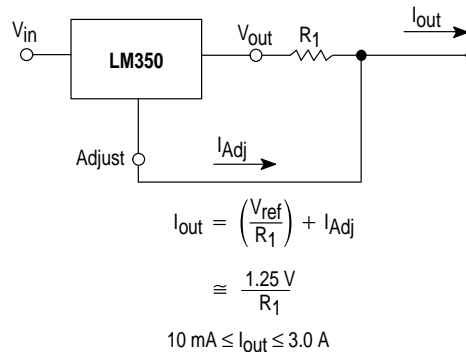 V_in
LM350
V_out
R_1
I_out
Adjust
I_Adj
I_out = (V_ref / R_1) + I_Adj
≅ 1.25 V / R_1
10 mA ≤ I_out ≤ 3.0 A